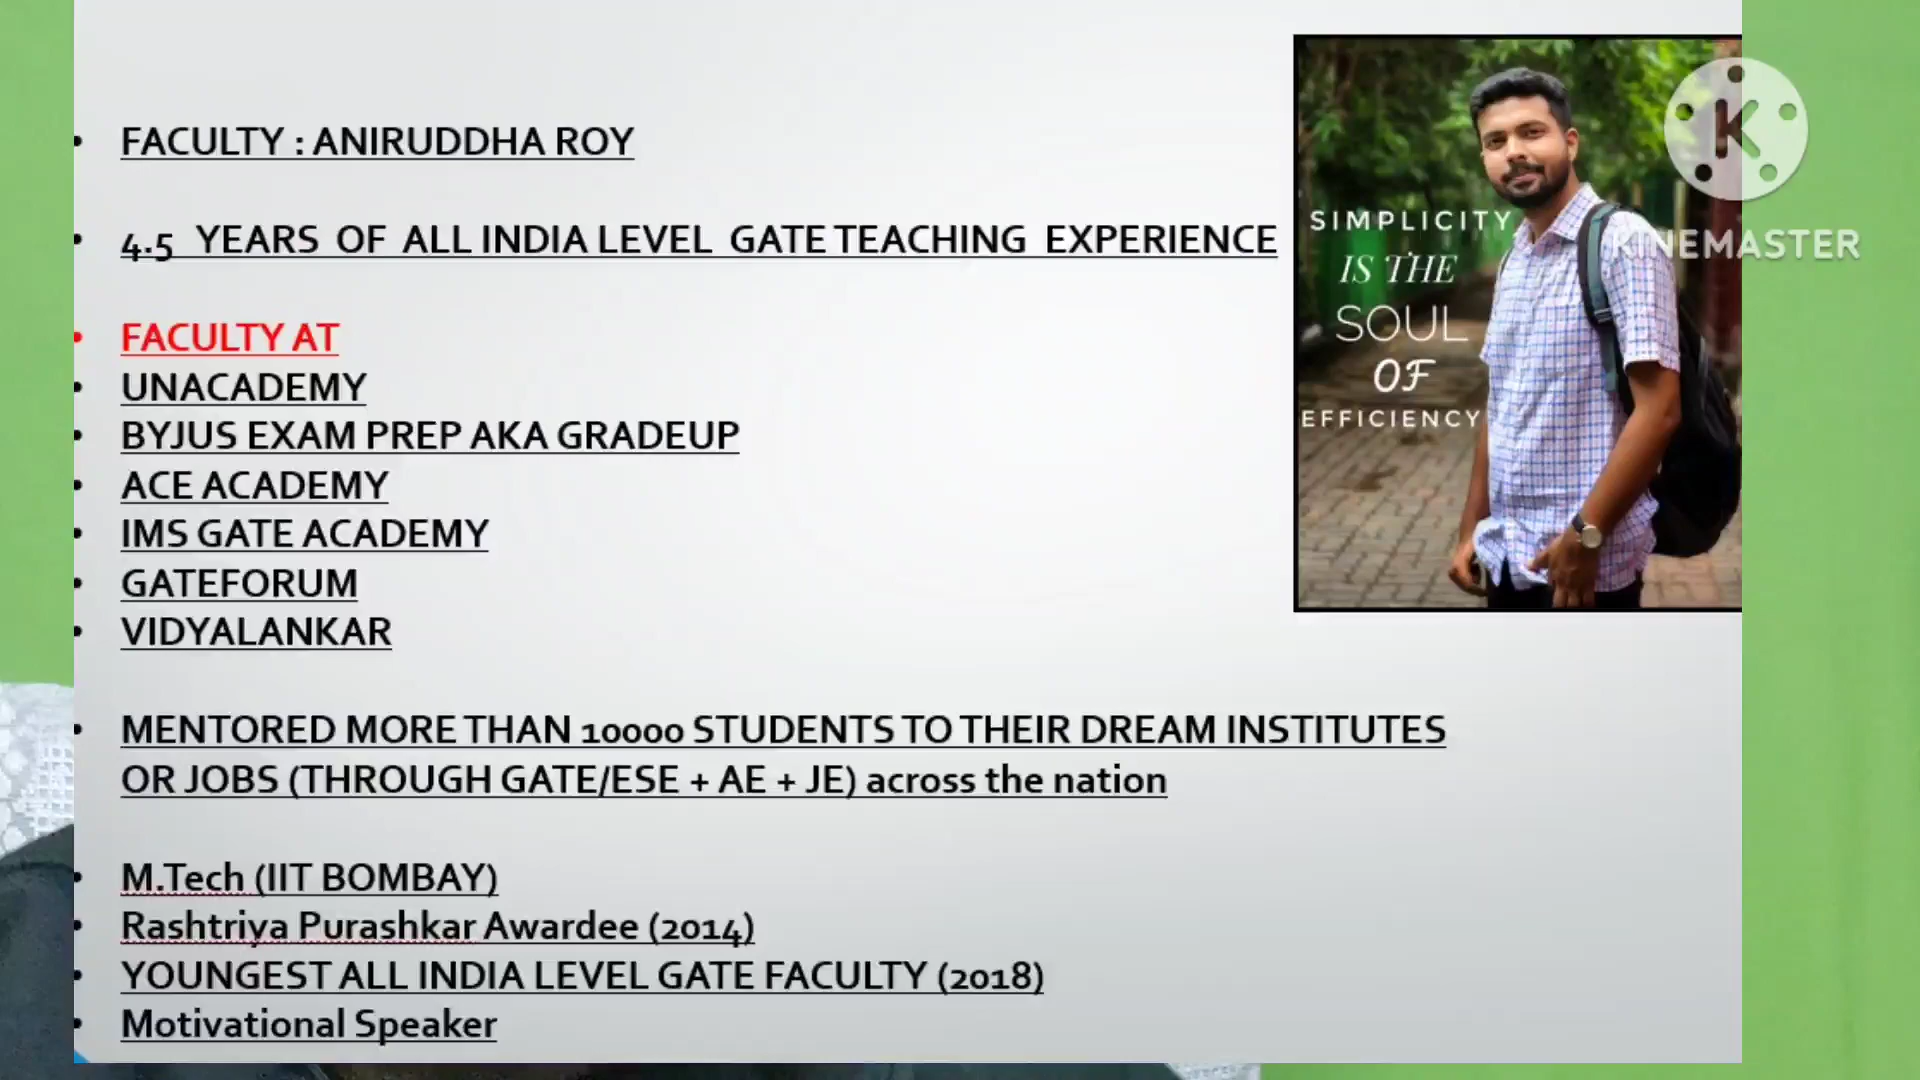 FACULTY : ANIRUDDHA ROY
4.5 YEARS OF ALL INDIA LEVEL GATE TEACHING EXPERIENCE
FACULTY AT
UNACADEMY
BYJUS EXAM PREP AKA GRADEUP
ACE ACADEMY
IMS GATE ACADEMY
GATEFORUM
VIDYALANKAR
MENTORED MORE THAN 10000 STUDENTS TO THEIR DREAM INSTITUTES
OR JOBS (THROUGH GATE/ESE + AE + JE) across the nation
M.Tech (IIT BOMBAY)
Rashtriya Purashkar Awardee (2014)
YOUNGEST ALL INDIA LEVEL GATE FACULTY (2018)
Motivational Speaker
SIMPLICITY
IS THE
SOUL
OF
EFFICIENCY
K
KINEMASTER